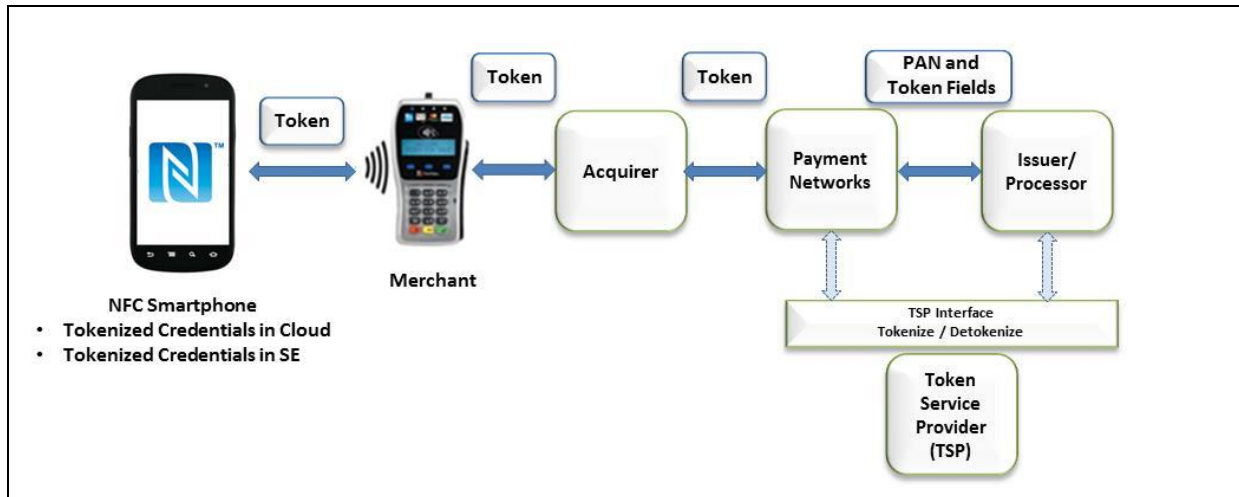 PAN and
Token Fields
Token
Token
Token
TM
Acquirer
Payment
Networks
Issuer/
Processor
Merchant
NFC Smartphone
• Tokenized Credentials in Cloud
• Tokenized Credentials in SE
TSP Interface
Tokenize / Detokenize
Token
Service
Provider
(TSP)